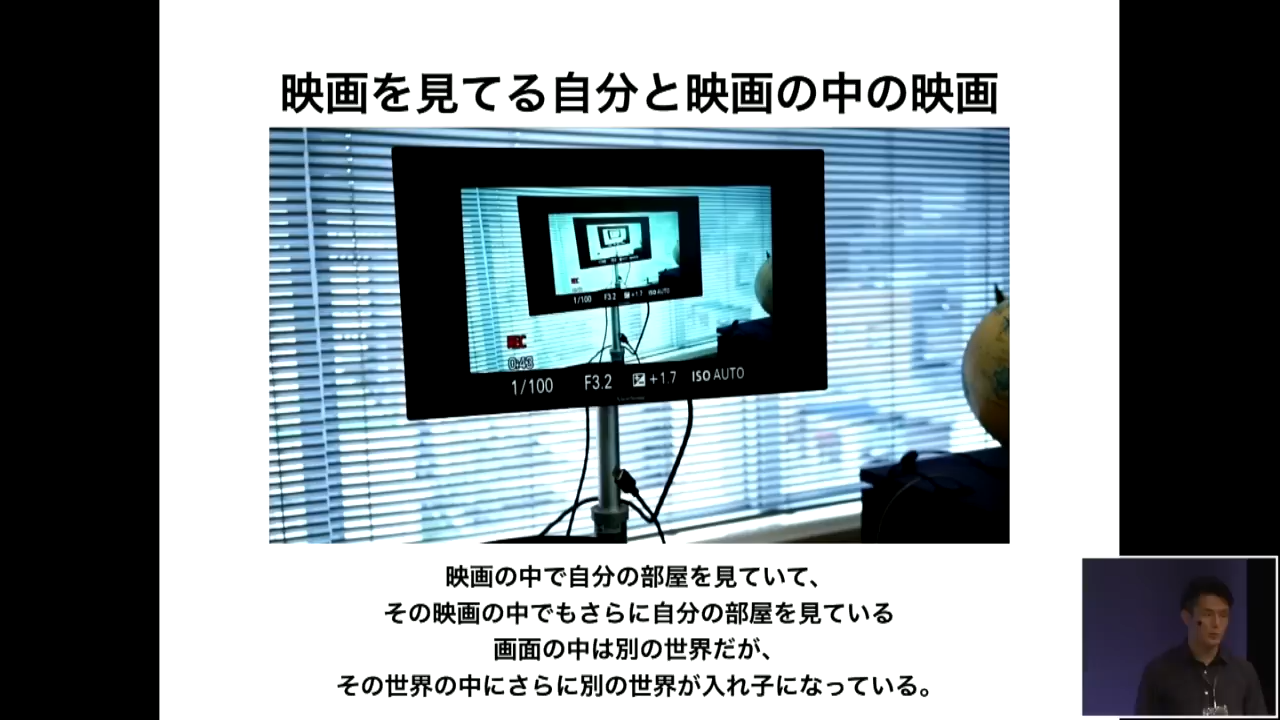 映画を見てる自分と映画の中の映画
REC
0:43
1/100 F3.2 +1.7 ISO AUTO
REC
1/100 F3.2 +1.7 ISO AUTO
映画の中で自分の部屋を見ていて、
その映画の中でもさらに自分の部屋を見ている
画面の中は別の世界だが、
その世界の中にさらに別の世界が入れ子になっている。